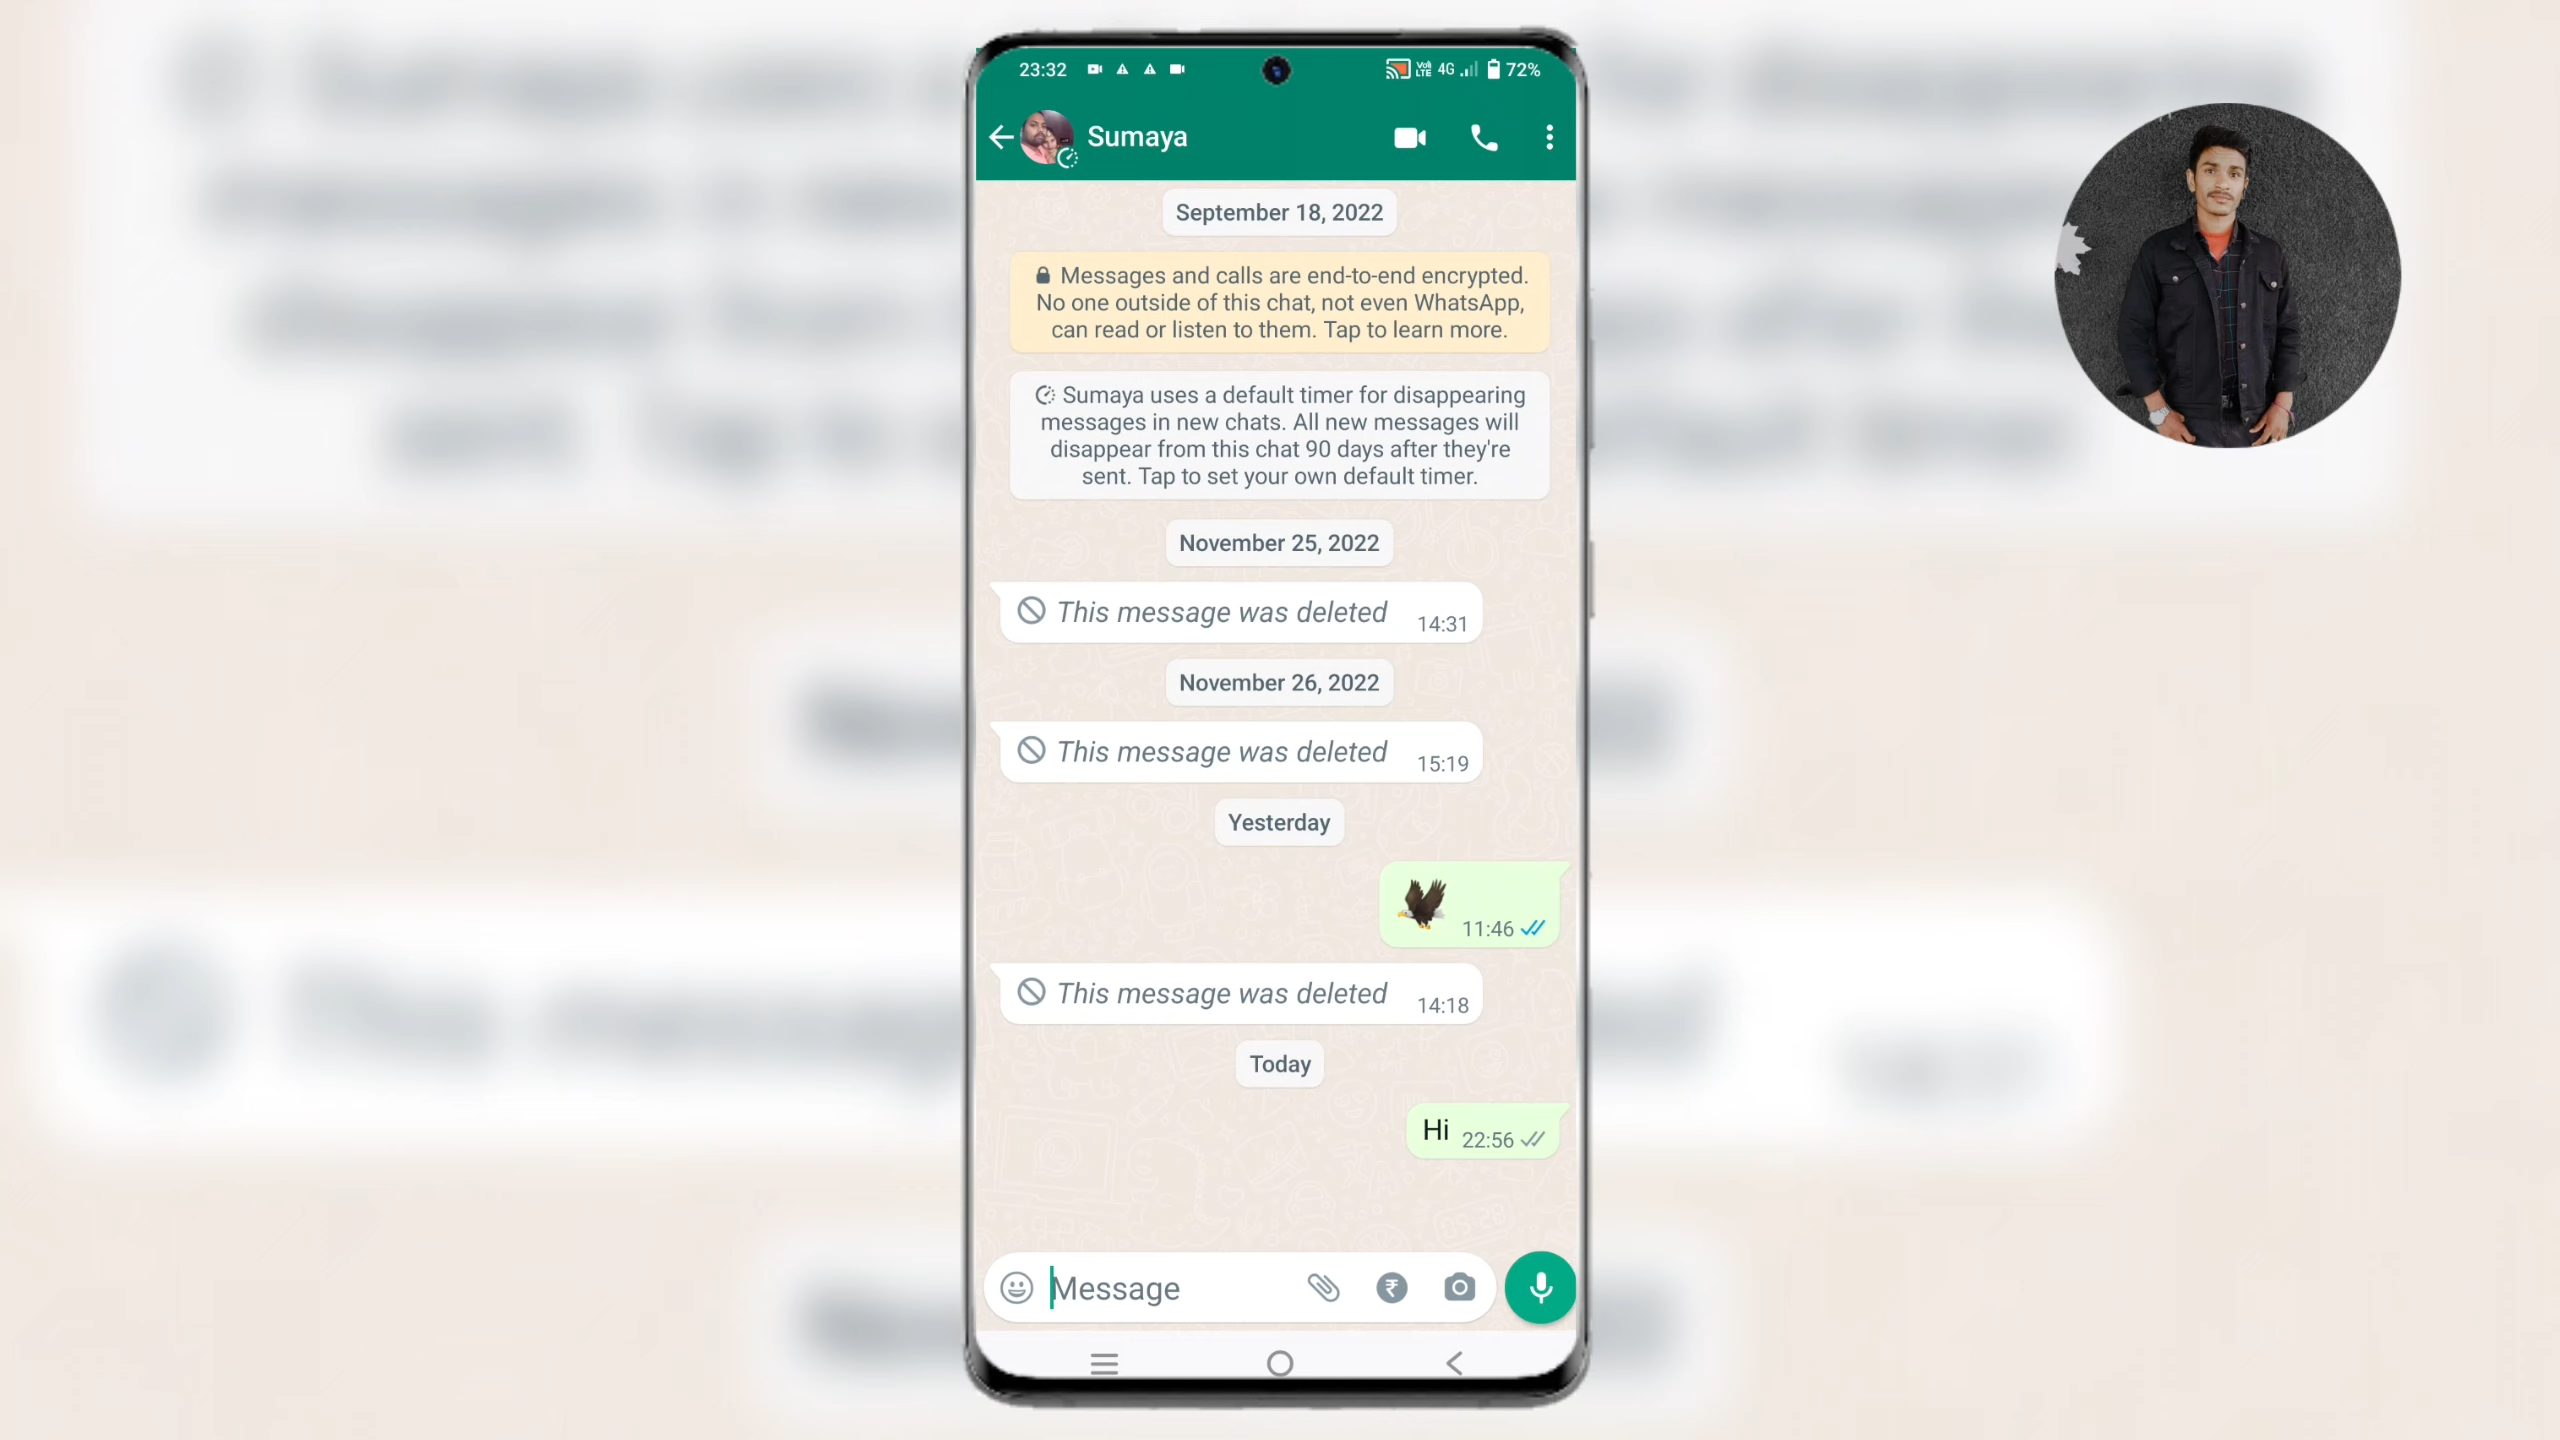 23:32
VoLTE 4G 72%
Sumaya
September 18, 2022
Messages and calls are end-to-end encrypted.
No one outside of this chat, not even WhatsApp,
can read or listen to them. Tap to learn more.
Sumaya uses a default timer for disappearing
messages in new chats. All new messages will
disappear from this chat 90 days after they're
sent. Tap to set your own default timer.
November 25, 2022
This message was deleted 14:31
November 26, 2022
This message was deleted 15:19
Yesterday
11:46
This message was deleted 14:18
Today
Hi 22:56
Message